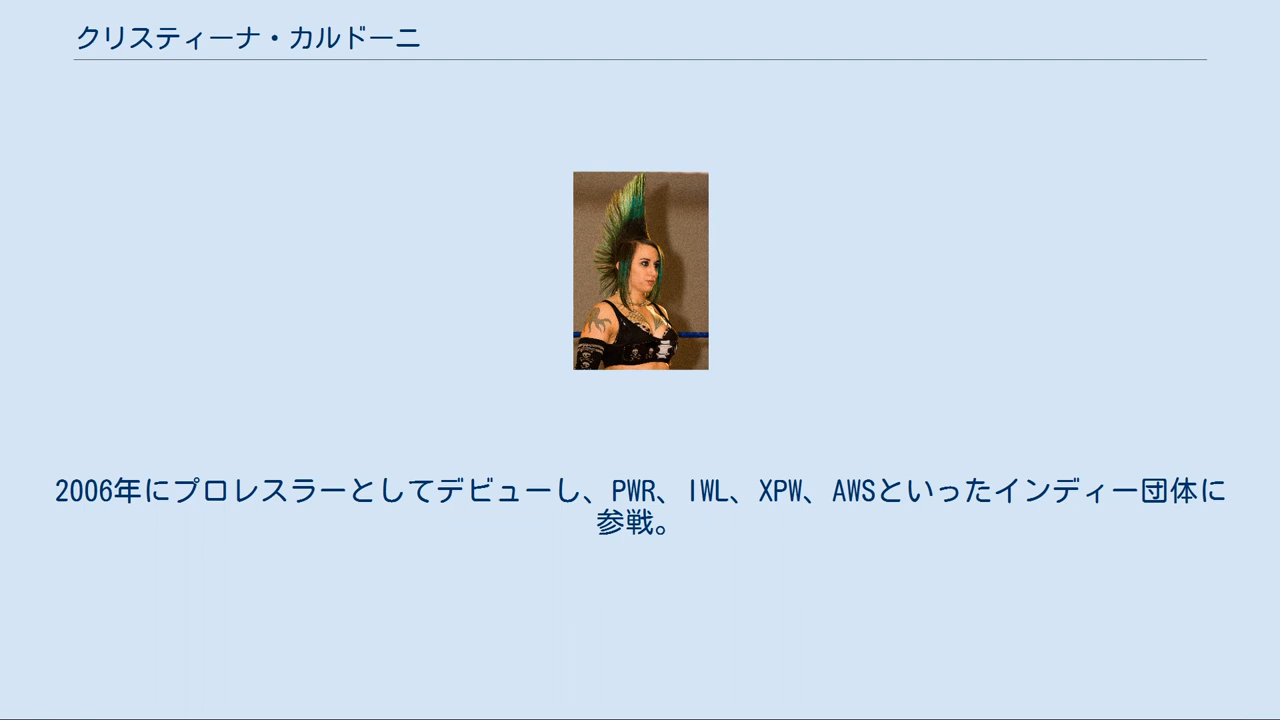 クリスティーナ・カルドーニ
2006年にプロレスラーとしてデビューし、PWR、IWL、XPW、AWSといったインディー団体に
参戦。